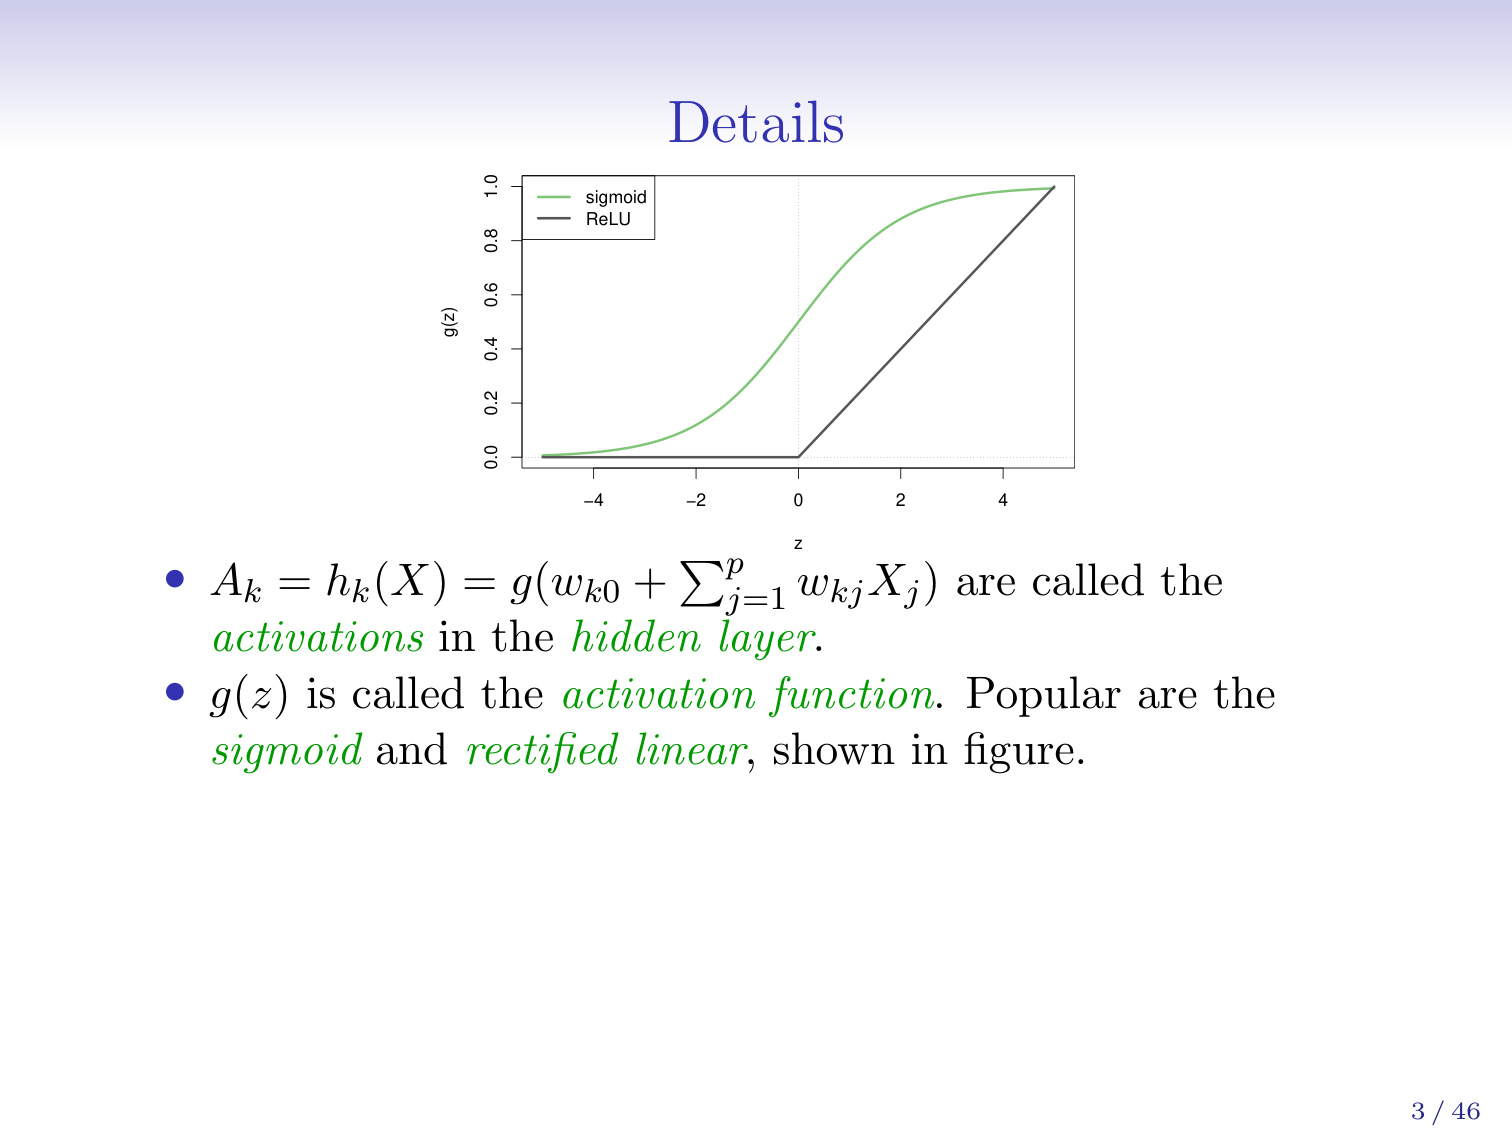 Details
sigmoid
ReLU
g(z)
1.0
0.8
0.6
0.4
0.2
0.0
−4 −2 0 2 4
z
• A_k = h_k(X) = g(w_{k0} + ∑_{j=1}^{p} w_{kj}X_j) are called the
activations in the hidden layer.
• g(z) is called the activation function. Popular are the
sigmoid and rectified linear, shown in figure.
3 / 46